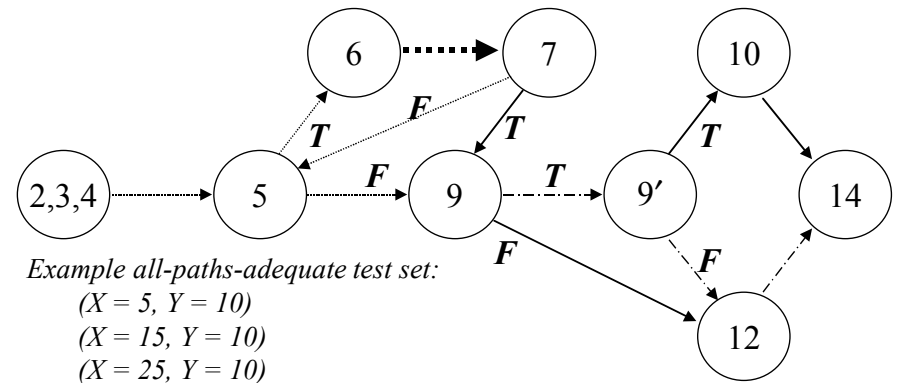 6 7 10
F
T T T
2,3,4 5 F 9 T 9′ 14
F F
Example all-paths-adequate test set:
(X = 5, Y = 10)
(X = 15, Y = 10)
12
(X = 25, Y = 10)